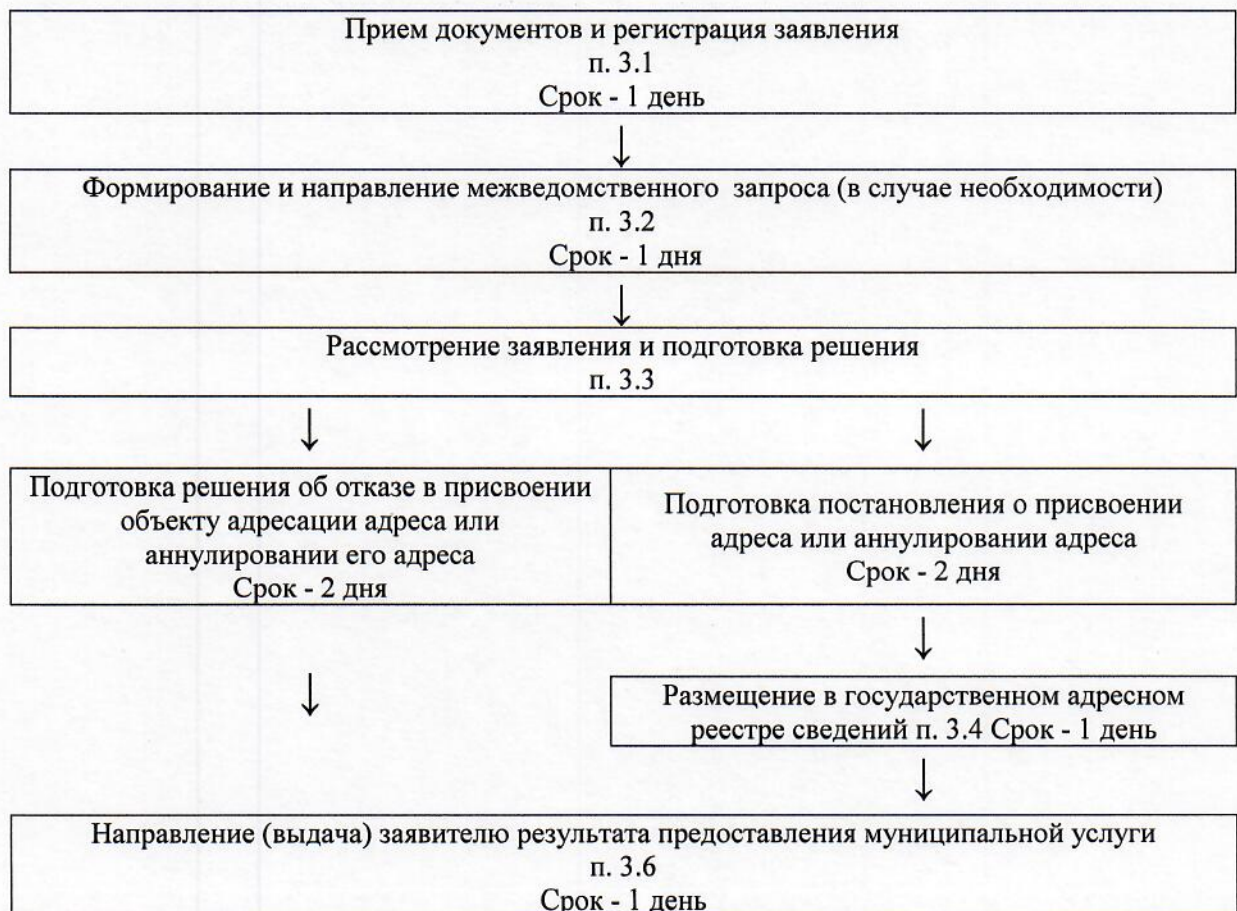 Прием документов и регистрация заявления
п. 3.1
Срок - 1 день
Формирование и направление межведомственного запроса (в случае необходимости)
п. 3.2
Срок - 1 дня
Рассмотрение заявления и подготовка решения
п. 3.3
Подготовка решения об отказе в присвоении
объекту адресации адреса или
аннулировании его адреса
Срок - 2 дня
Подготовка постановления о присвоении
адреса или аннулировании адреса
Срок - 2 дня
Размещение в государственном адресном
реестре сведений п. 3.4 Срок - 1 день
Направление (выдача) заявителю результата предоставления муниципальной услуги
п. 3.6
Срок - 1 день